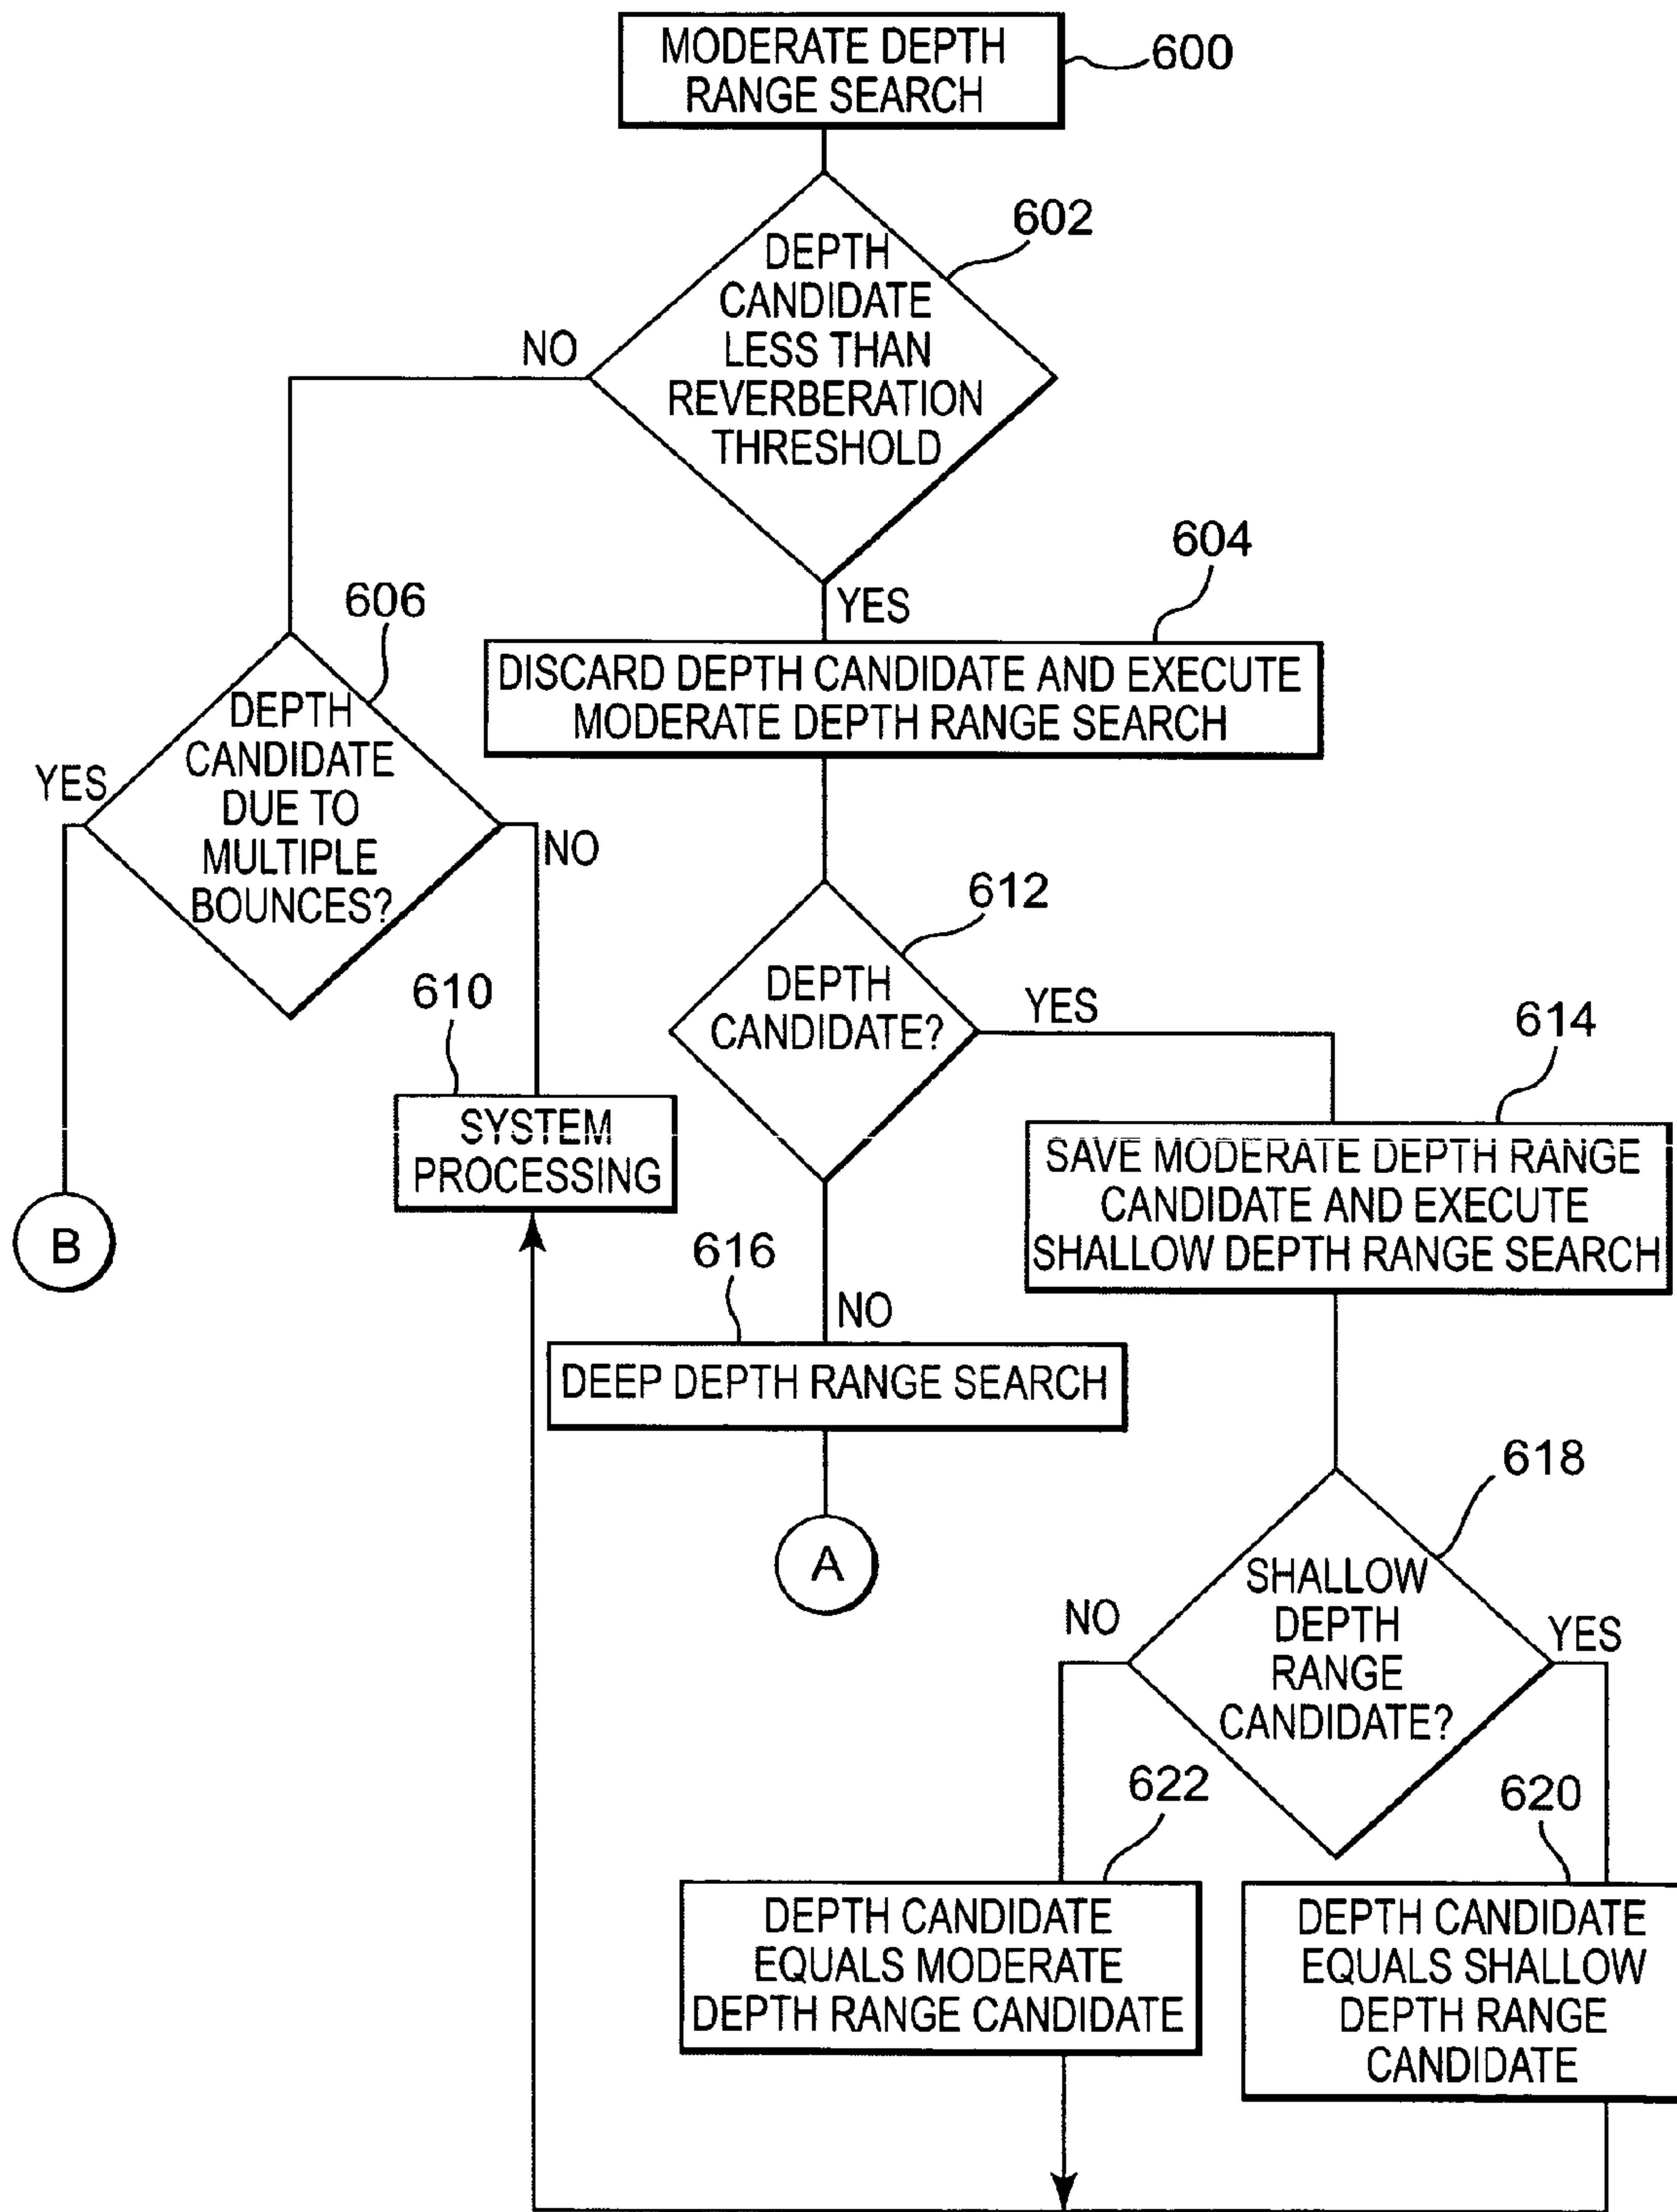 MODERATE DEPTH
RANGE SEARCH
600
602
DEPTH
CANDIDATE
LESS THAN
REVERBERATION
THRESHOLD
NO
YES
604
DISCARD DEPTH CANDIDATE AND EXECUTE
MODERATE DEPTH RANGE SEARCH
606
DEPTH
CANDIDATE
DUE TO
MULTIPLE
BOUNCES?
YES
NO
B
610
SYSTEM
PROCESSING
612
DEPTH
CANDIDATE?
YES
NO
614
SAVE MODERATE DEPTH RANGE
CANDIDATE AND EXECUTE
SHALLOW DEPTH RANGE SEARCH
616
DEEP DEPTH RANGE SEARCH
A
618
SHALLOW
DEPTH
RANGE
CANDIDATE?
NO
YES
622
DEPTH CANDIDATE
EQUALS MODERATE
DEPTH RANGE CANDIDATE
620
DEPTH CANDIDATE
EQUALS SHALLOW
DEPTH RANGE
CANDIDATE